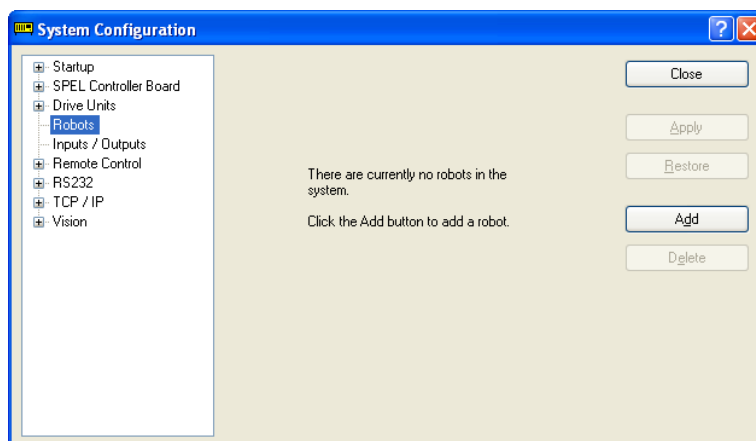 System Configuration
Startup
SPEL Controller Board
Drive Units
Robots
Inputs / Outputs
Remote Control
RS232
TCP / IP
Vision
There are currently no robots in the
system.
Click the Add button to add a robot.
Close
Apply
Restore
Add
Delete